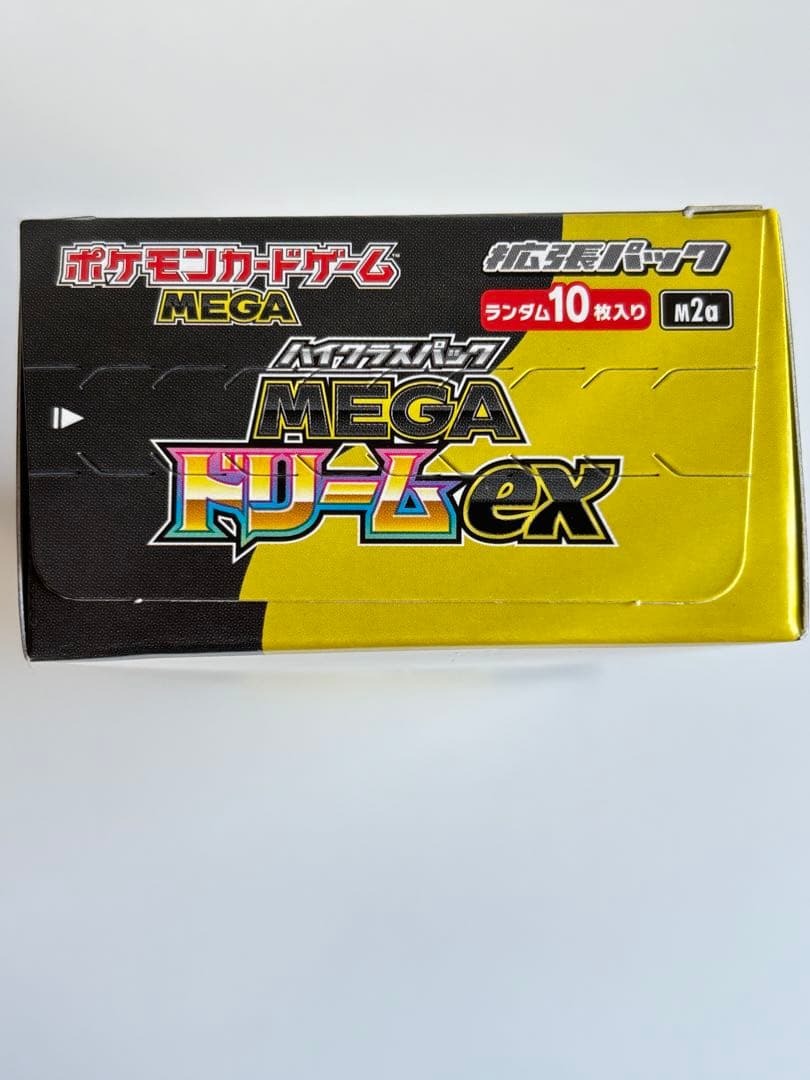 ポケモンカードゲーム
MEGA
拡張パック
ランダム10枚入り
M2a
ハイクラスパック
MEGA
ドリームex